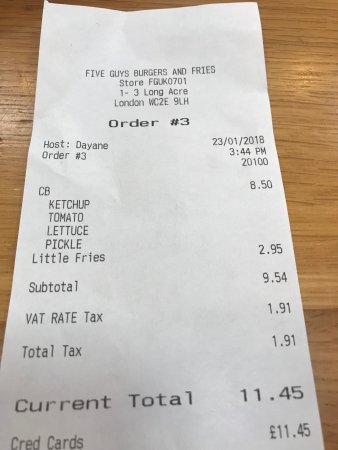 FIVE GUYS BURGERS AND FRIES
Store FGUK0701
1- 3 Long Acre
London WC2E 9LH
Order #3
Host: Dayane 23/01/2018
Order #3 3:44 PM
20100
CB 8.50
KETCHUP
TOMATO
LETTUCE
PICKLE
Little Fries 2.95
Subtotal 9.54
VAT RATE Tax 1.91
Total Tax 1.91
Current Total 11.45
Cred Cards £11.45